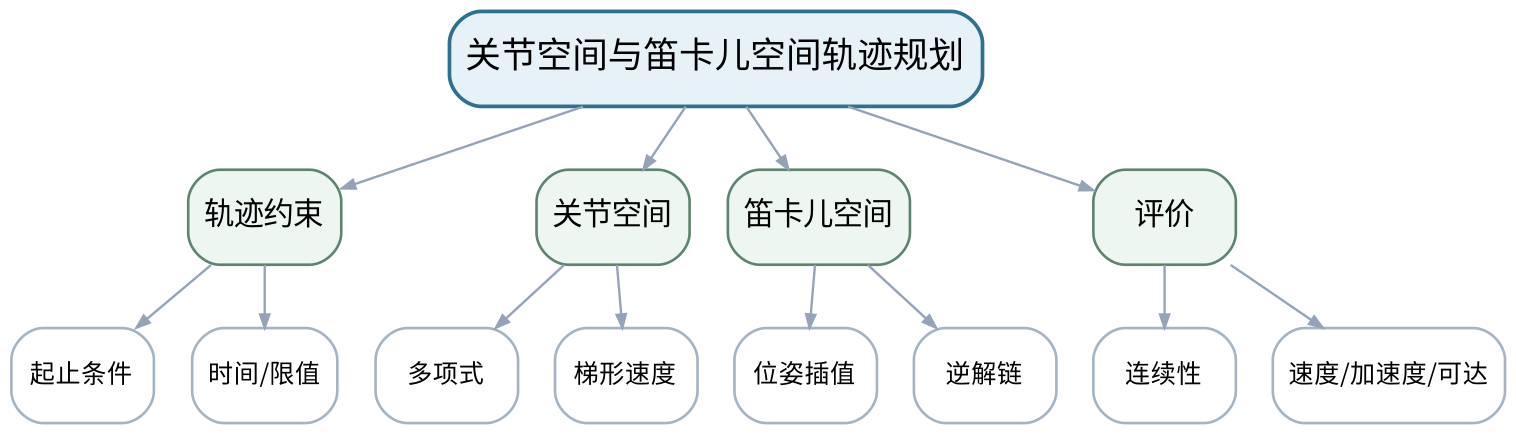 关节空间与笛卡儿空间轨迹规划
轨迹约束
关节空间
笛卡儿空间
评价
起止条件
时间/限值
多项式
梯形速度
位姿插值
逆解链
连续性
速度/加速度/可达